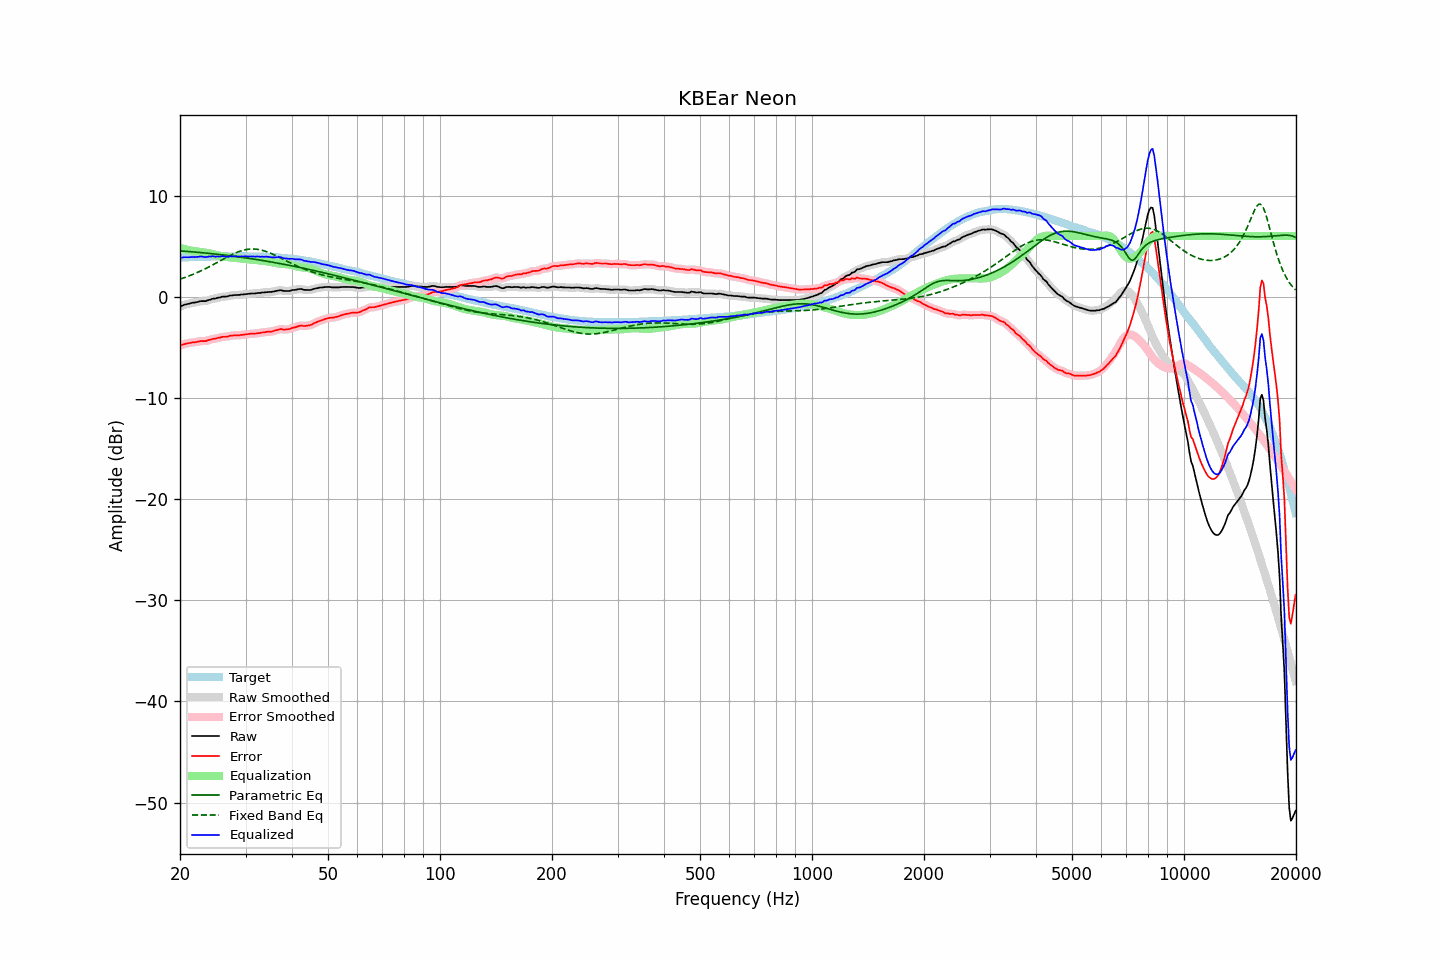 KBEar Neon
Amplitude (dBr)
10
0
−10
−20
−30
−40
−50
Target
Raw Smoothed
Error Smoothed
Raw
Error
Equalization
Parametric Eq
Fixed Band Eq
Equalized
20 50 100 200 500 1000 2000 5000 10000 20000
Frequency (Hz)